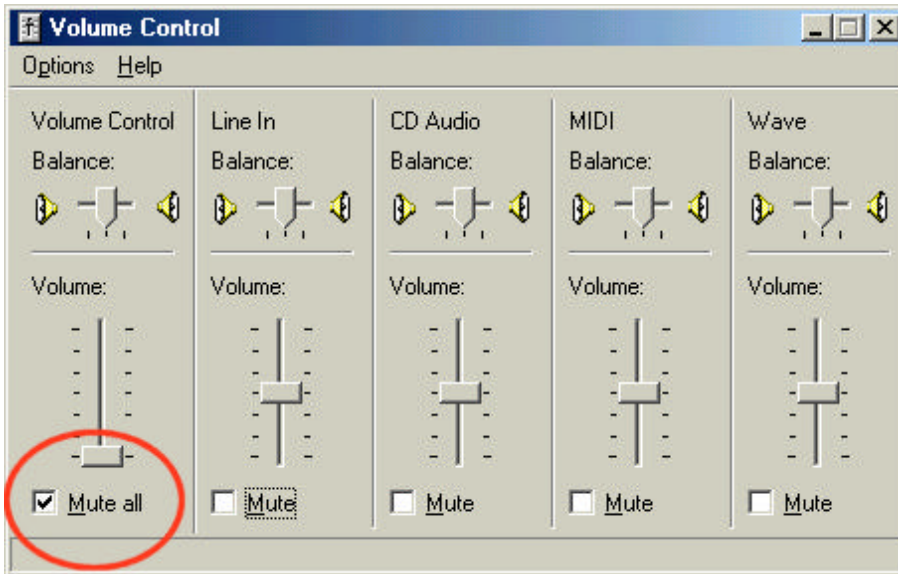 Volume Control
Options Help
Volume Control Line In CD Audio MIDI Wave
Balance: Balance: Balance: Balance: Balance:
Volume: Volume: Volume: Volume: Volume:
Mute all Mute Mute Mute Mute